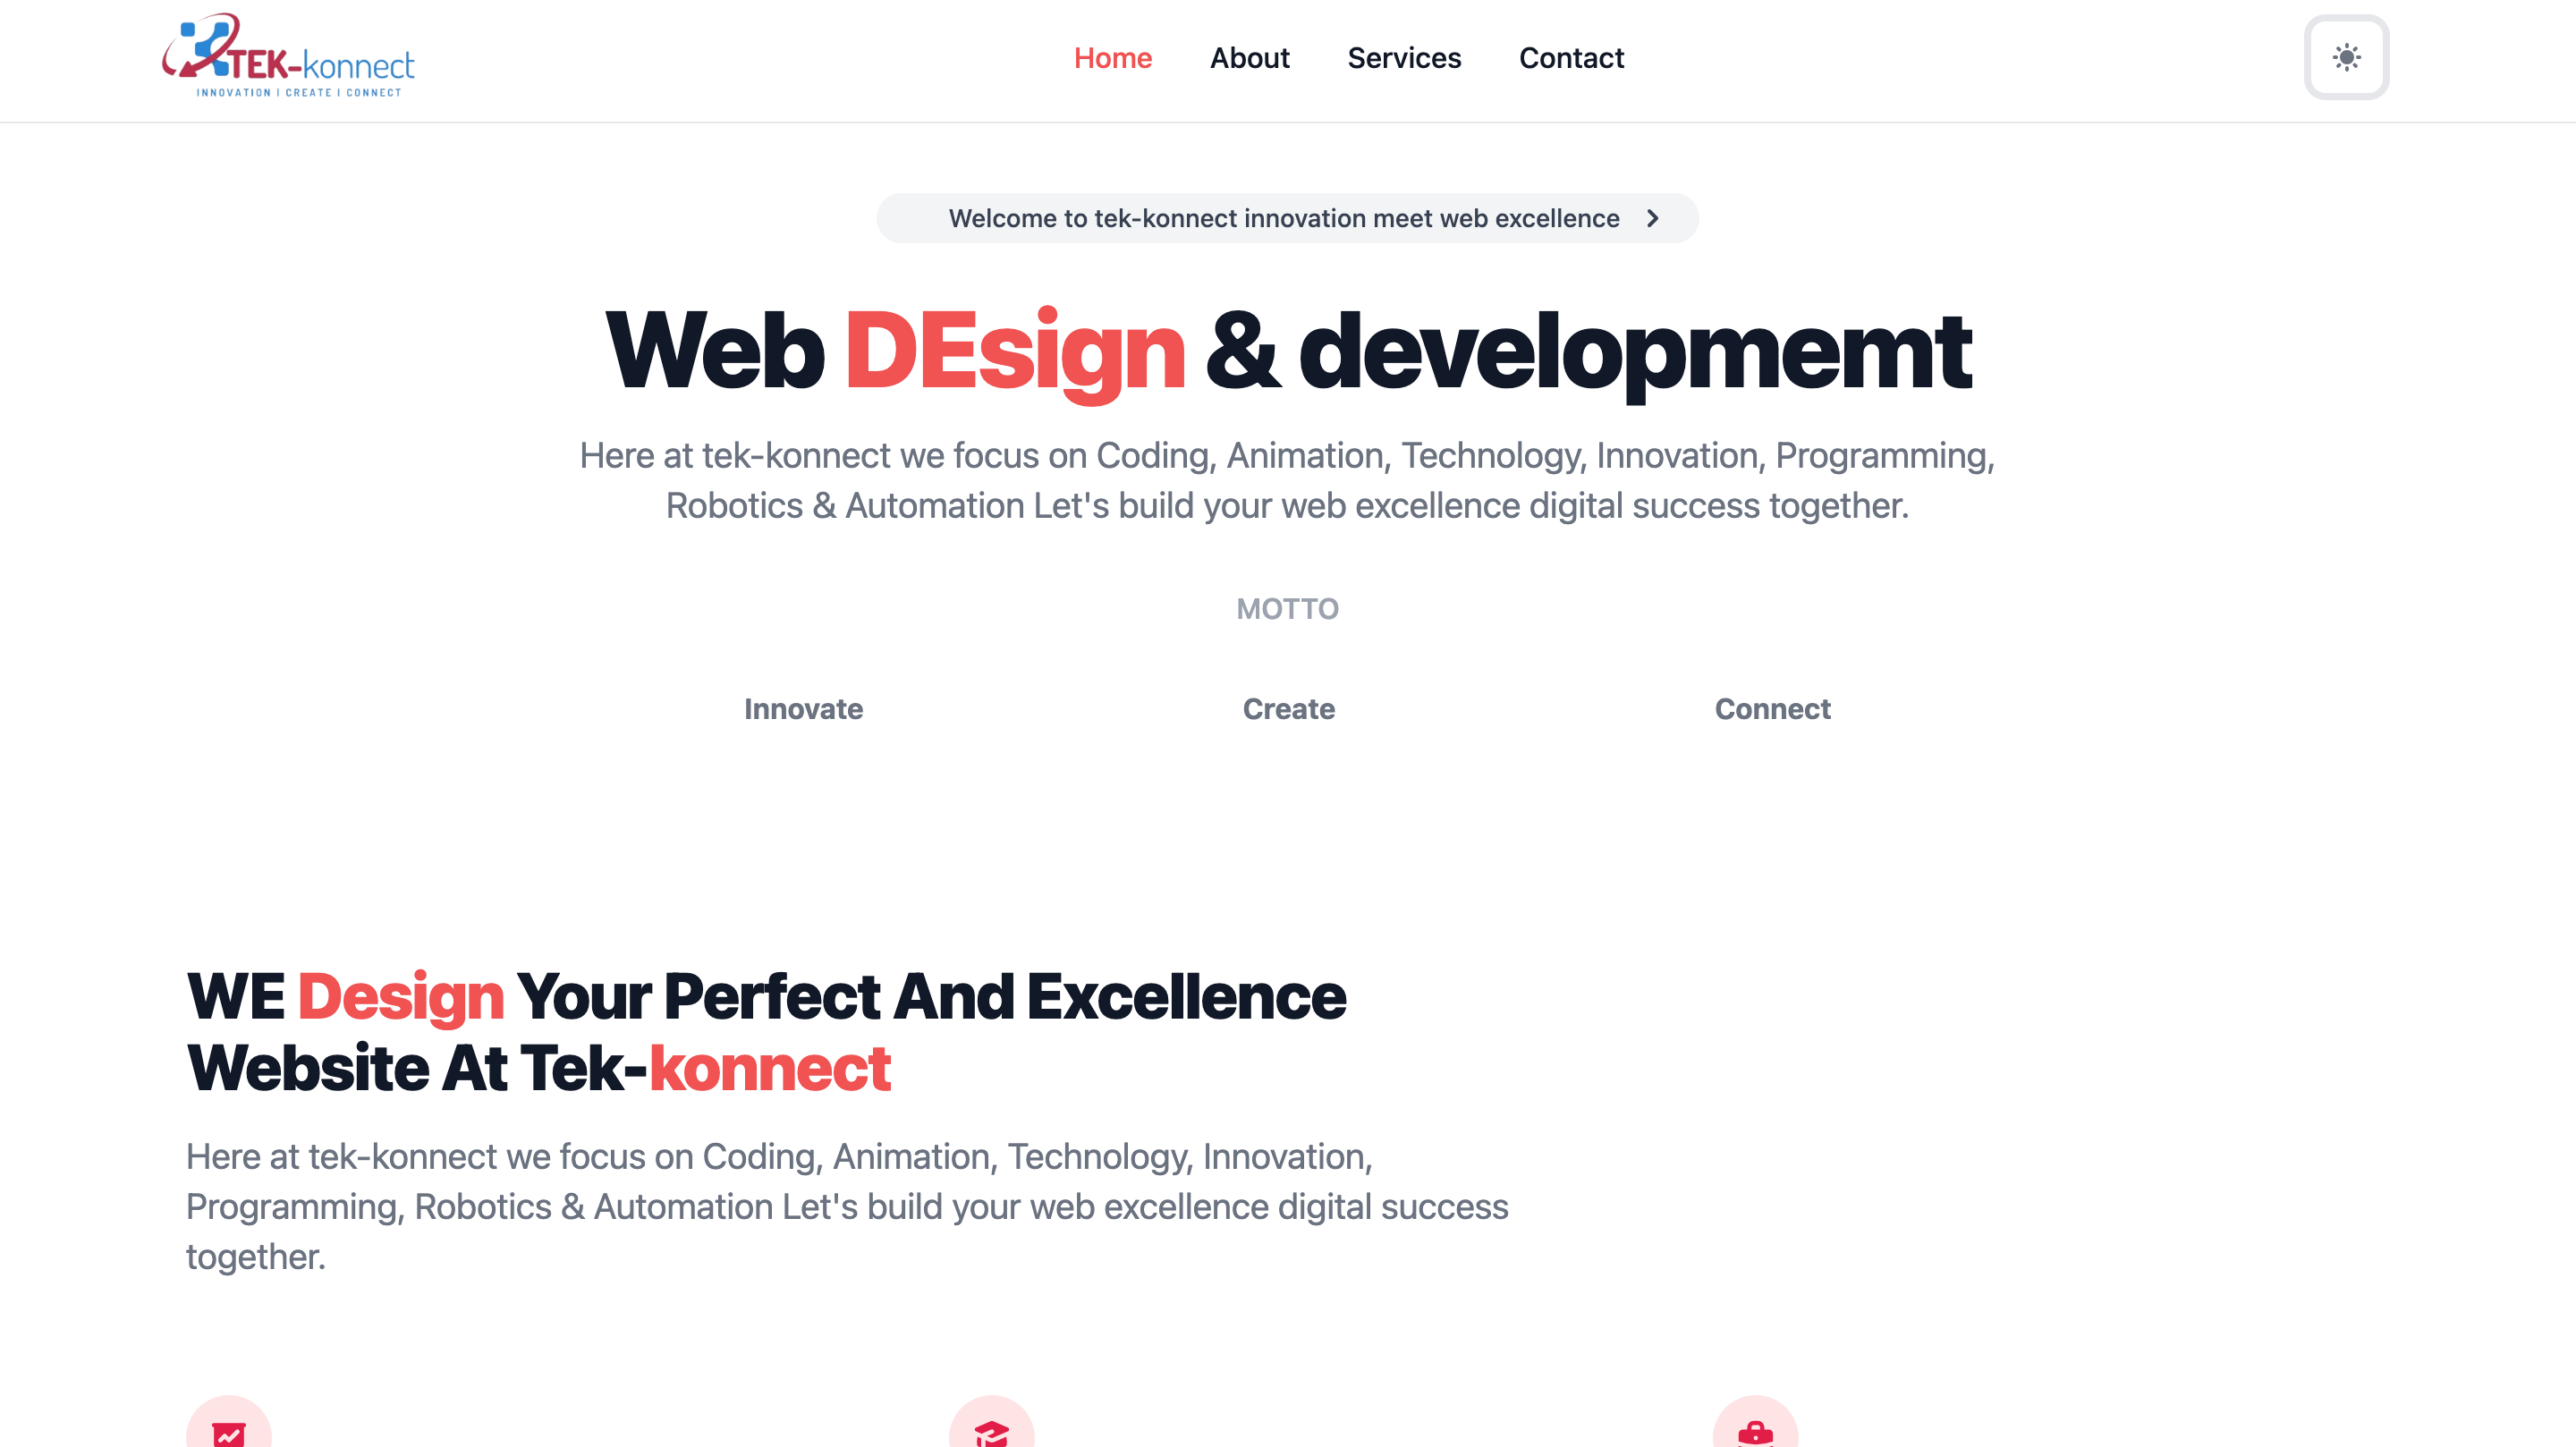 TEK-konnect
INNOVATION | CREATE | CONNECT
Home About Services Contact
Welcome to tek-konnect innovation meet web excellence
Web DEsign & developmemt
Here at tek-konnect we focus on Coding, Animation, Technology, Innovation, Programming,
Robotics & Automation Let's build your web excellence digital success together.
MOTTO
Innovate Create Connect
WE Design Your Perfect And Excellence
Website At Tek-konnect
Here at tek-konnect we focus on Coding, Animation, Technology, Innovation,
Programming, Robotics & Automation Let's build your web excellence digital success
together.